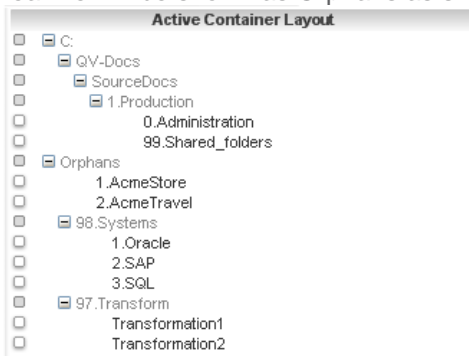 Active Container Layout
C:
QV-Docs
SourceDocs
1.Production
0.Administration
99.Shared_folders
Orphans
1.AcmeStore
2.AcmeTravel
98.Systems
1.Oracle
2.SAP
3.SQL
97.Transform
Transformation1
Transformation2